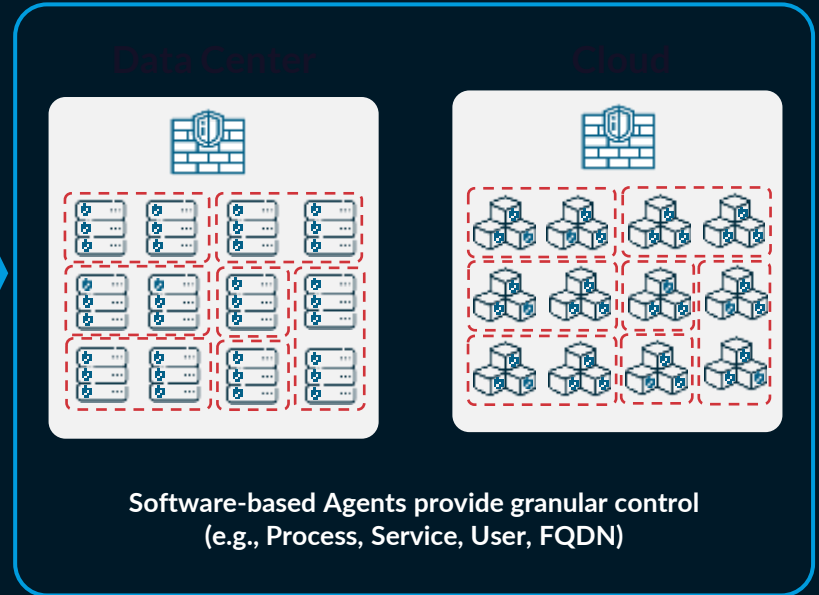 Data Center
Cloud
Software-based Agents provide granular control
(e.g., Process, Service, User, FQDN)